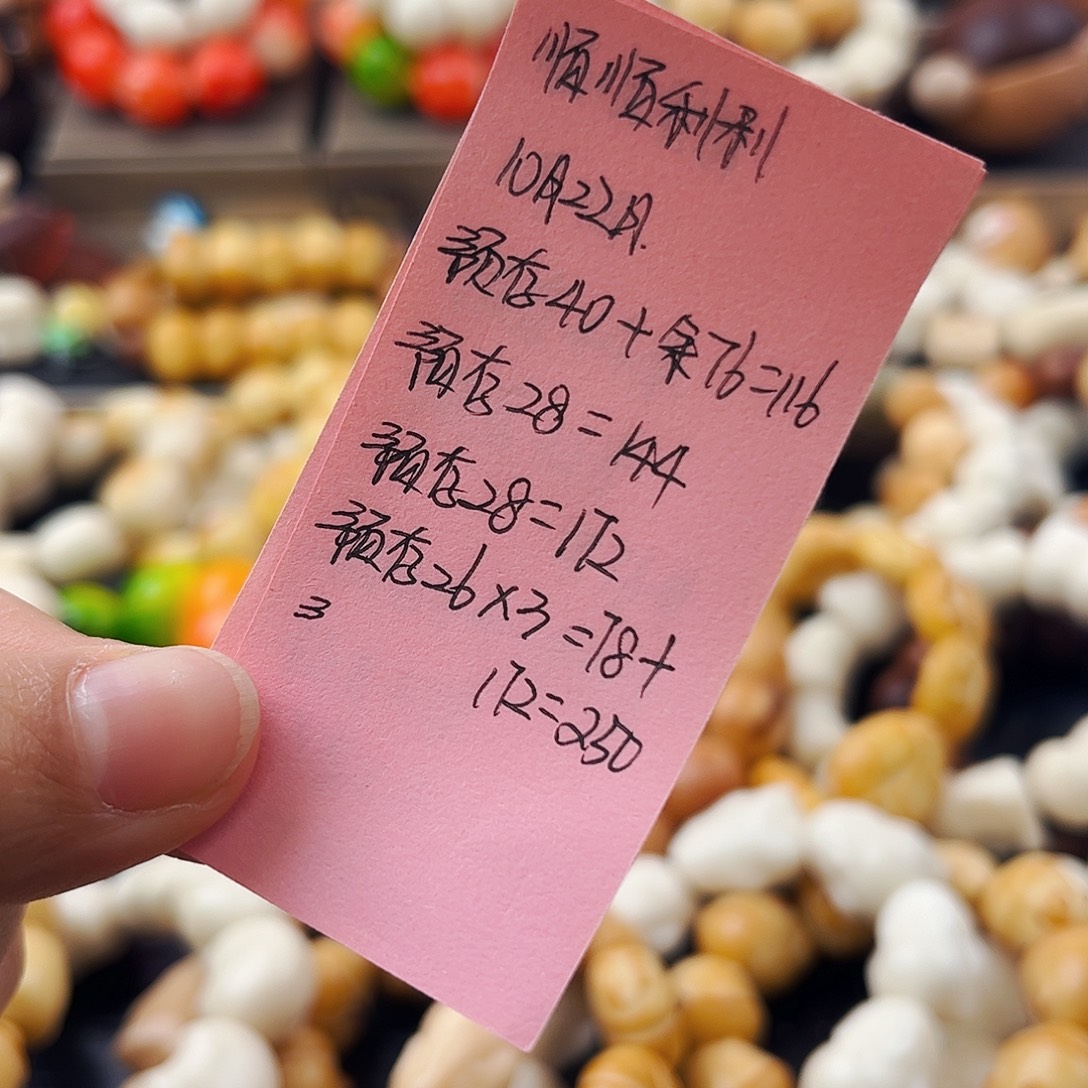 顺顺利利
10月22日.
预存40+余76=116
预存28=144
预存28=172
预存26×3=78+
3
172=250